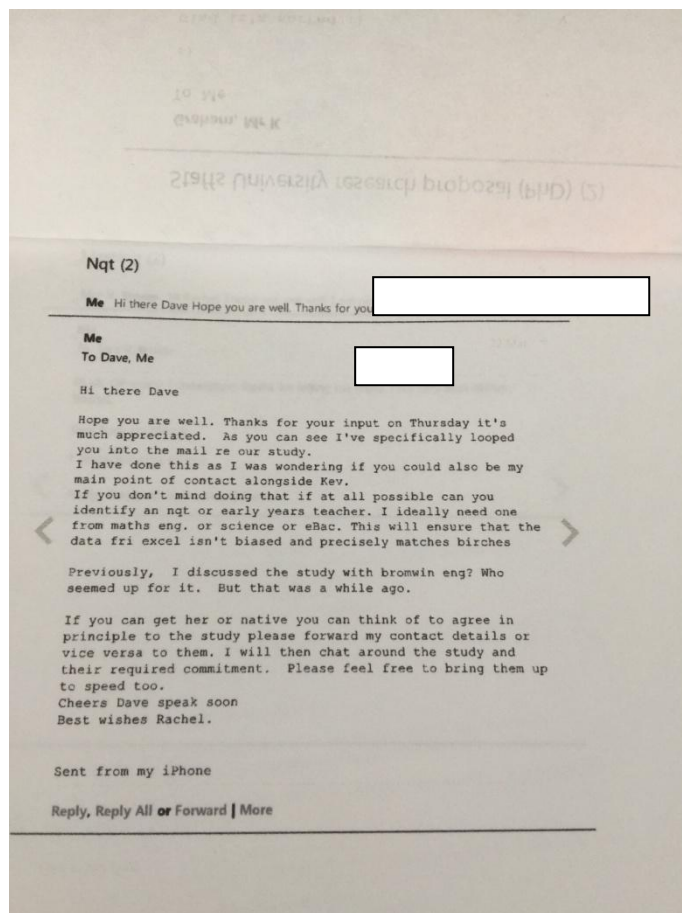 To Me
Graham, Mr K
Staffs University research proposal (PhD) (2)
Nqt (2)
Me Hi there Dave Hope you are well. Thanks for you
Me
To Dave, Me
Hi there Dave
Hope you are well. Thanks for your input on Thursday it's
much appreciated. As you can see I've specifically looped
you into the mail re our study.
I have done this as I was wondering if you could also be my
main point of contact alongside Kev.
If you don't mind doing that if at all possible can you
identify an nqt or early years teacher. I ideally need one
from maths eng. or science or eBac. This will ensure that the
data fri excel isn't biased and precisely matches birches
Previously, I discussed the study with bromwin eng? Who
seemed up for it. But that was a while ago.
If you can get her or native you can think of to agree in
principle to the study please forward my contact details or
vice versa to them. I will then chat around the study and
their required commitment. Please feel free to bring them up
to speed too.
Cheers Dave speak soon
Best wishes Rachel.
Sent from my iPhone
Reply, Reply All or Forward | More